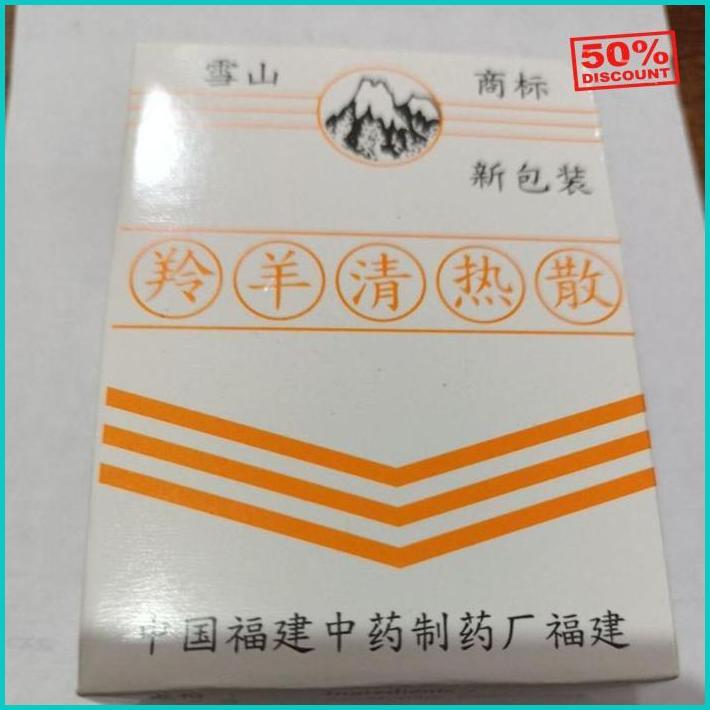 50%
DISCOUNT
雪山 商标
新包装
羚羊清热散
中国福建中药制药厂福建
Ingredients